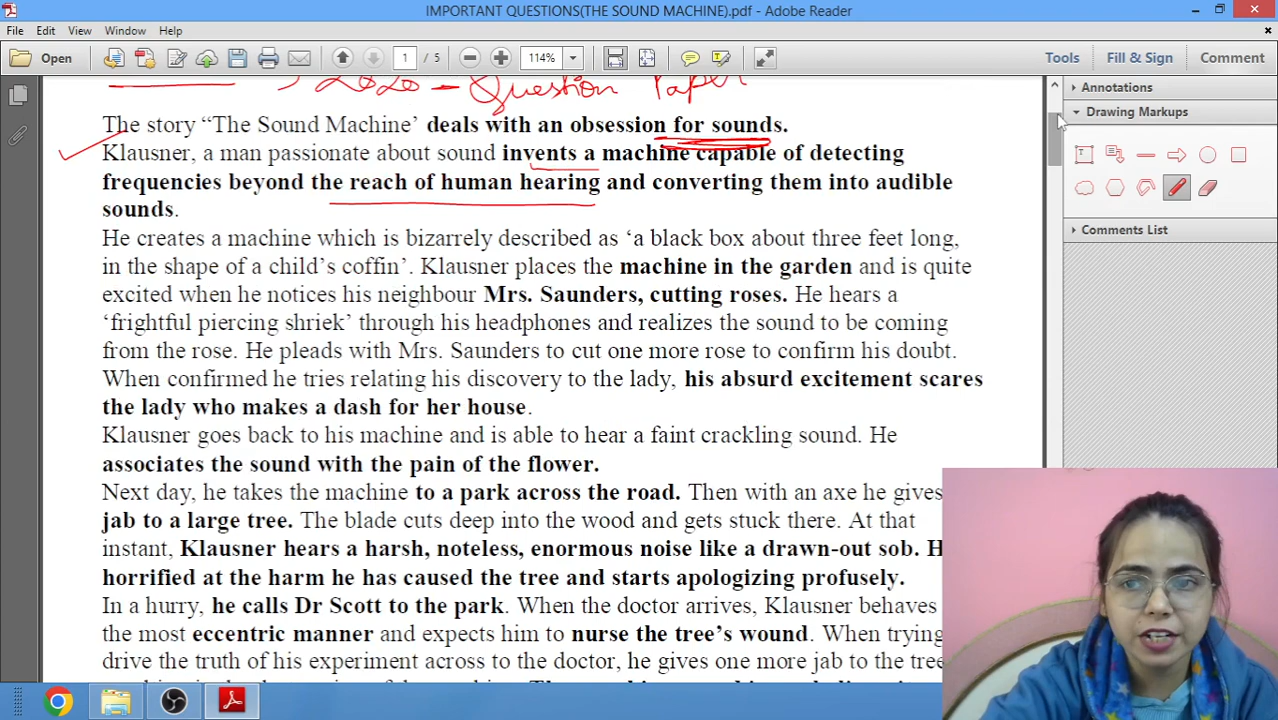 IMPORTANT QUESTIONS(THE SOUND MACHINE).pdf - Adobe Reader
File Edit View Window Help
Open 1 / 5 114% Tools Fill & Sign Comment
2020 - Question Paper
Annotations
Drawing Markups
Comments List
The story “The Sound Machine’ deals with an obsession for sounds.
Klausner, a man passionate about sound invents a machine capable of detecting
frequencies beyond the reach of human hearing and converting them into audible
sounds.
He creates a machine which is bizarrely described as ‘a black box about three feet long,
in the shape of a child’s coffin’. Klausner places the machine in the garden and is quite
excited when he notices his neighbour Mrs. Saunders, cutting roses. He hears a
‘frightful piercing shriek’ through his headphones and realizes the sound to be coming
from the rose. He pleads with Mrs. Saunders to cut one more rose to confirm his doubt.
When confirmed he tries relating his discovery to the lady, his absurd excitement scares
the lady who makes a dash for her house.
Klausner goes back to his machine and is able to hear a faint crackling sound. He
associates the sound with the pain of the flower.
Next day, he takes the machine to a park across the road. Then with an axe he gives
jab to a large tree. The blade cuts deep into the wood and gets stuck there. At that
instant, Klausner hears a harsh, noteless, enormous noise like a drawn-out sob. H
horrified at the harm he has caused the tree and starts apologizing profusely.
In a hurry, he calls Dr Scott to the park. When the doctor arrives, Klausner behaves
the most eccentric manner and expects him to nurse the tree’s wound. When trying
drive the truth of his experiment across to the doctor, he gives one more jab to the tree